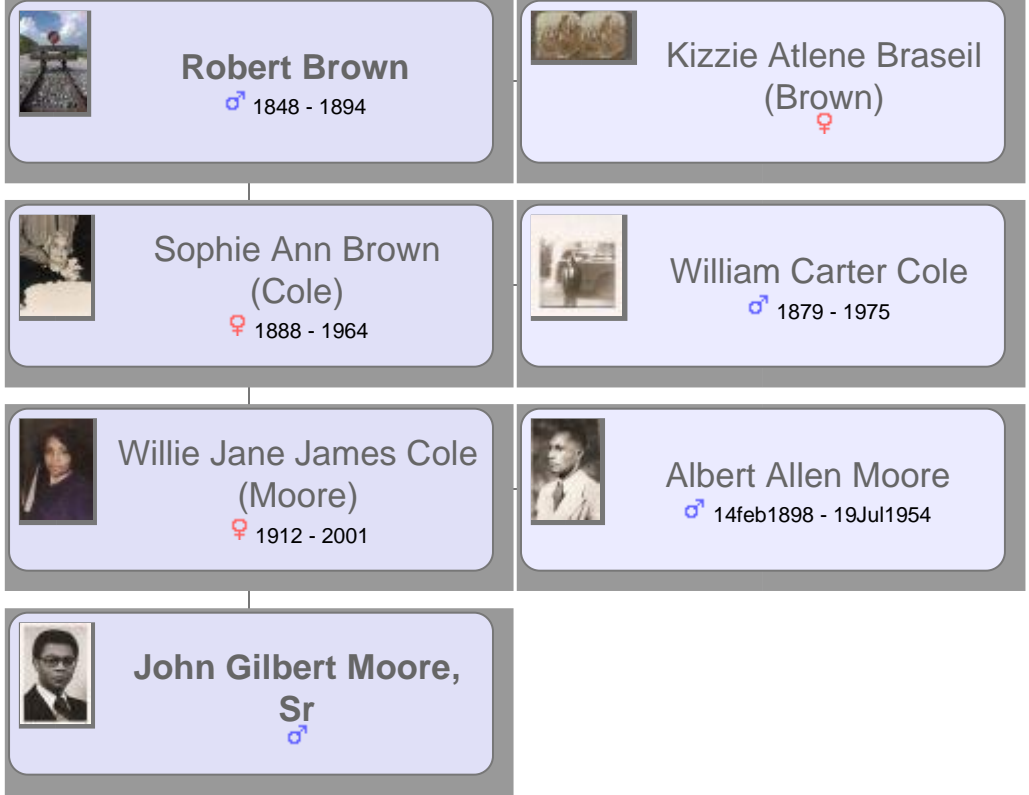 Robert Brown
1848 - 1894
Kizzie Atlene Braseil
(Brown)
Sophie Ann Brown
(Cole)
1888 - 1964
William Carter Cole
1879 - 1975
Willie Jane James Cole
(Moore)
1912 - 2001
Albert Allen Moore
14feb1898 - 19Jul1954
John Gilbert Moore,
Sr